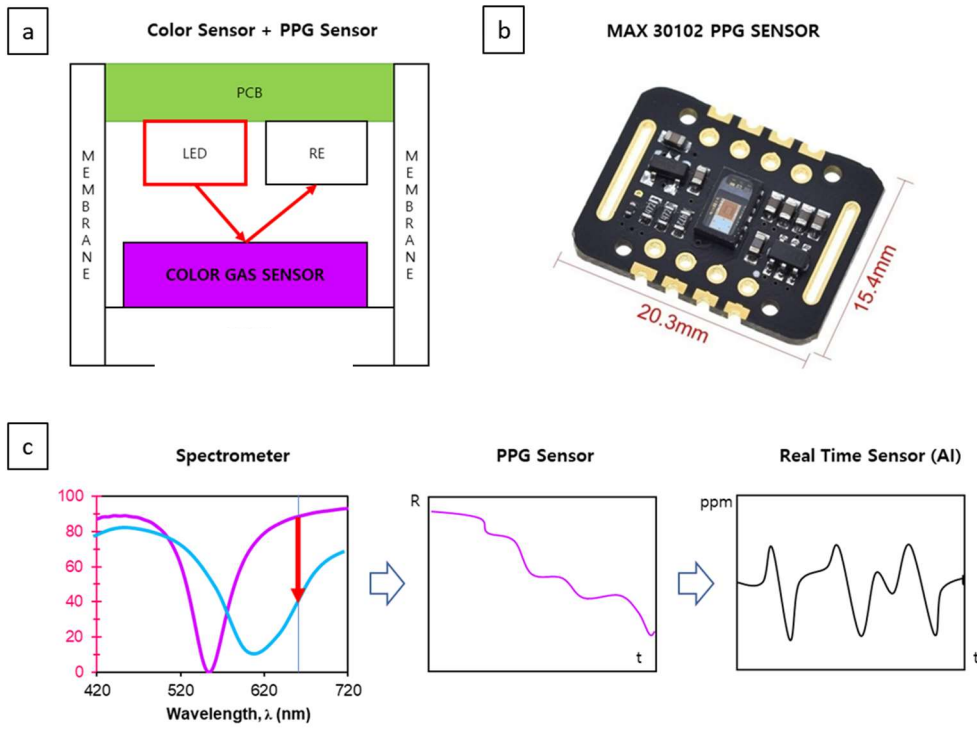 a
Color Sensor + PPG Sensor
PCB
LED
RE
MEMBRANE
MEMBRANE
COLOR GAS SENSOR
b
MAX 30102 PPG SENSOR
20.3mm
15.4mm
c
Spectrometer
100
80
60
40
20
0
420
520
620
720
Wavelength, λ (nm)
PPG Sensor
R
t
Real Time Sensor (AI)
ppm
t